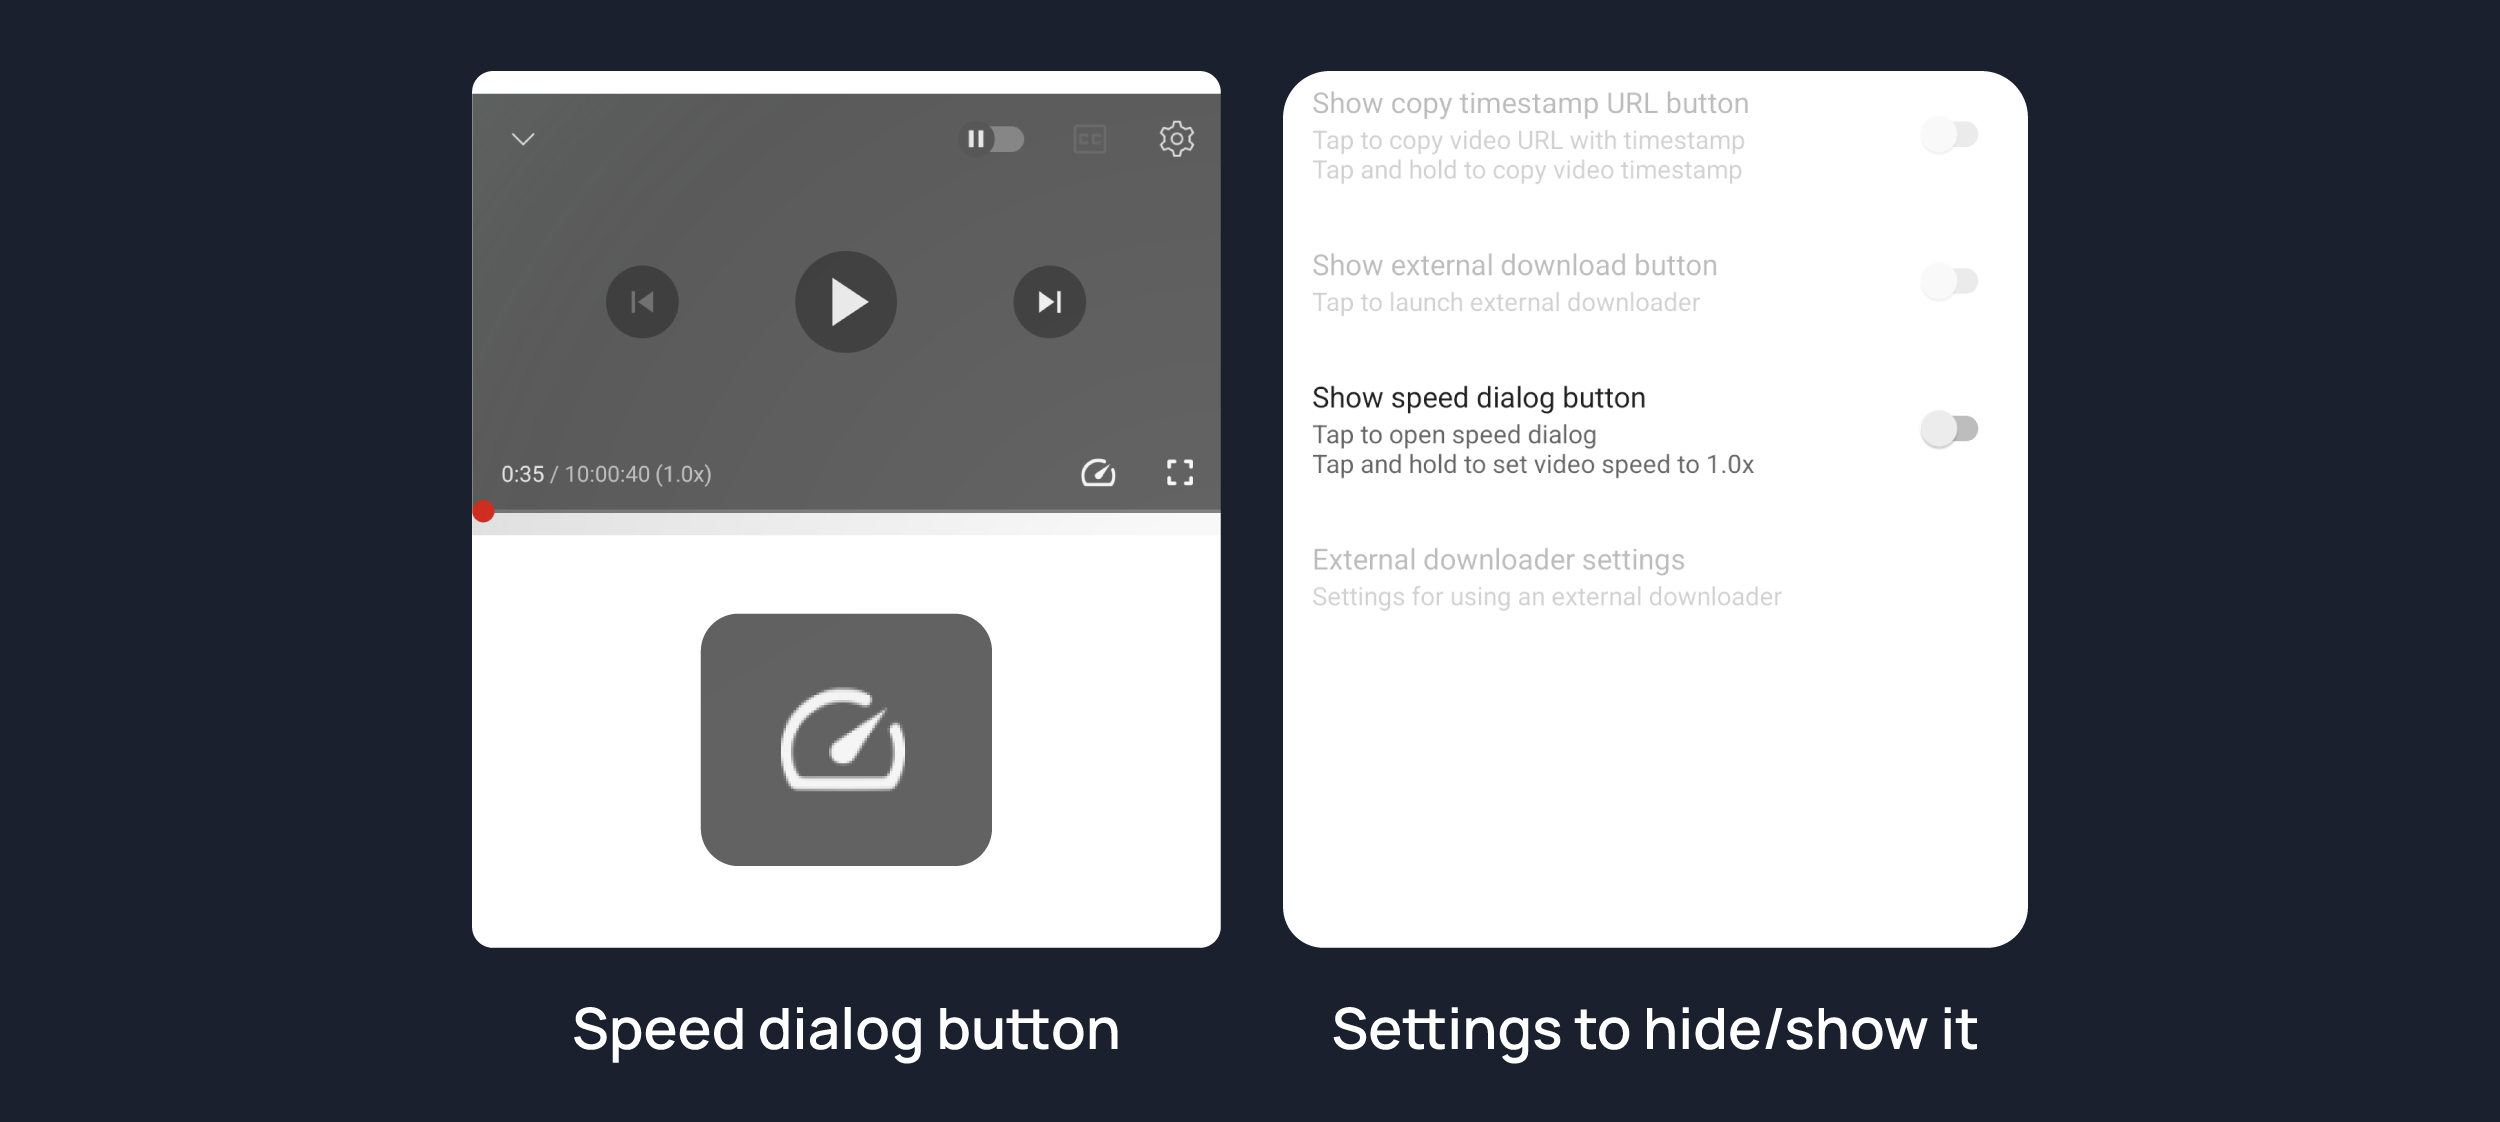 CC
0:35 / 10:00:40 (1.0x)
Speed dialog button
Show copy timestamp URL button
Tap to copy video URL with timestamp
Tap and hold to copy video timestamp
Show external download button
Tap to launch external downloader
Show speed dialog button
Tap to open speed dialog
Tap and hold to set video speed to 1.0x
External downloader settings
Settings for using an external downloader
Settings to hide/show it